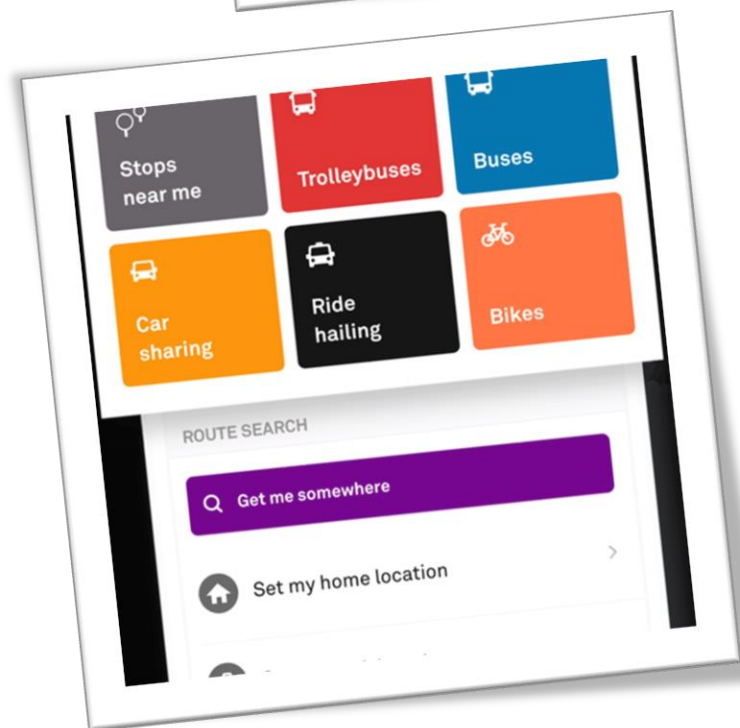 Stops
near me
Trolleybuses
Buses
Car
sharing
Ride
hailing
Bikes
ROUTE SEARCH
Get me somewhere
Set my home location